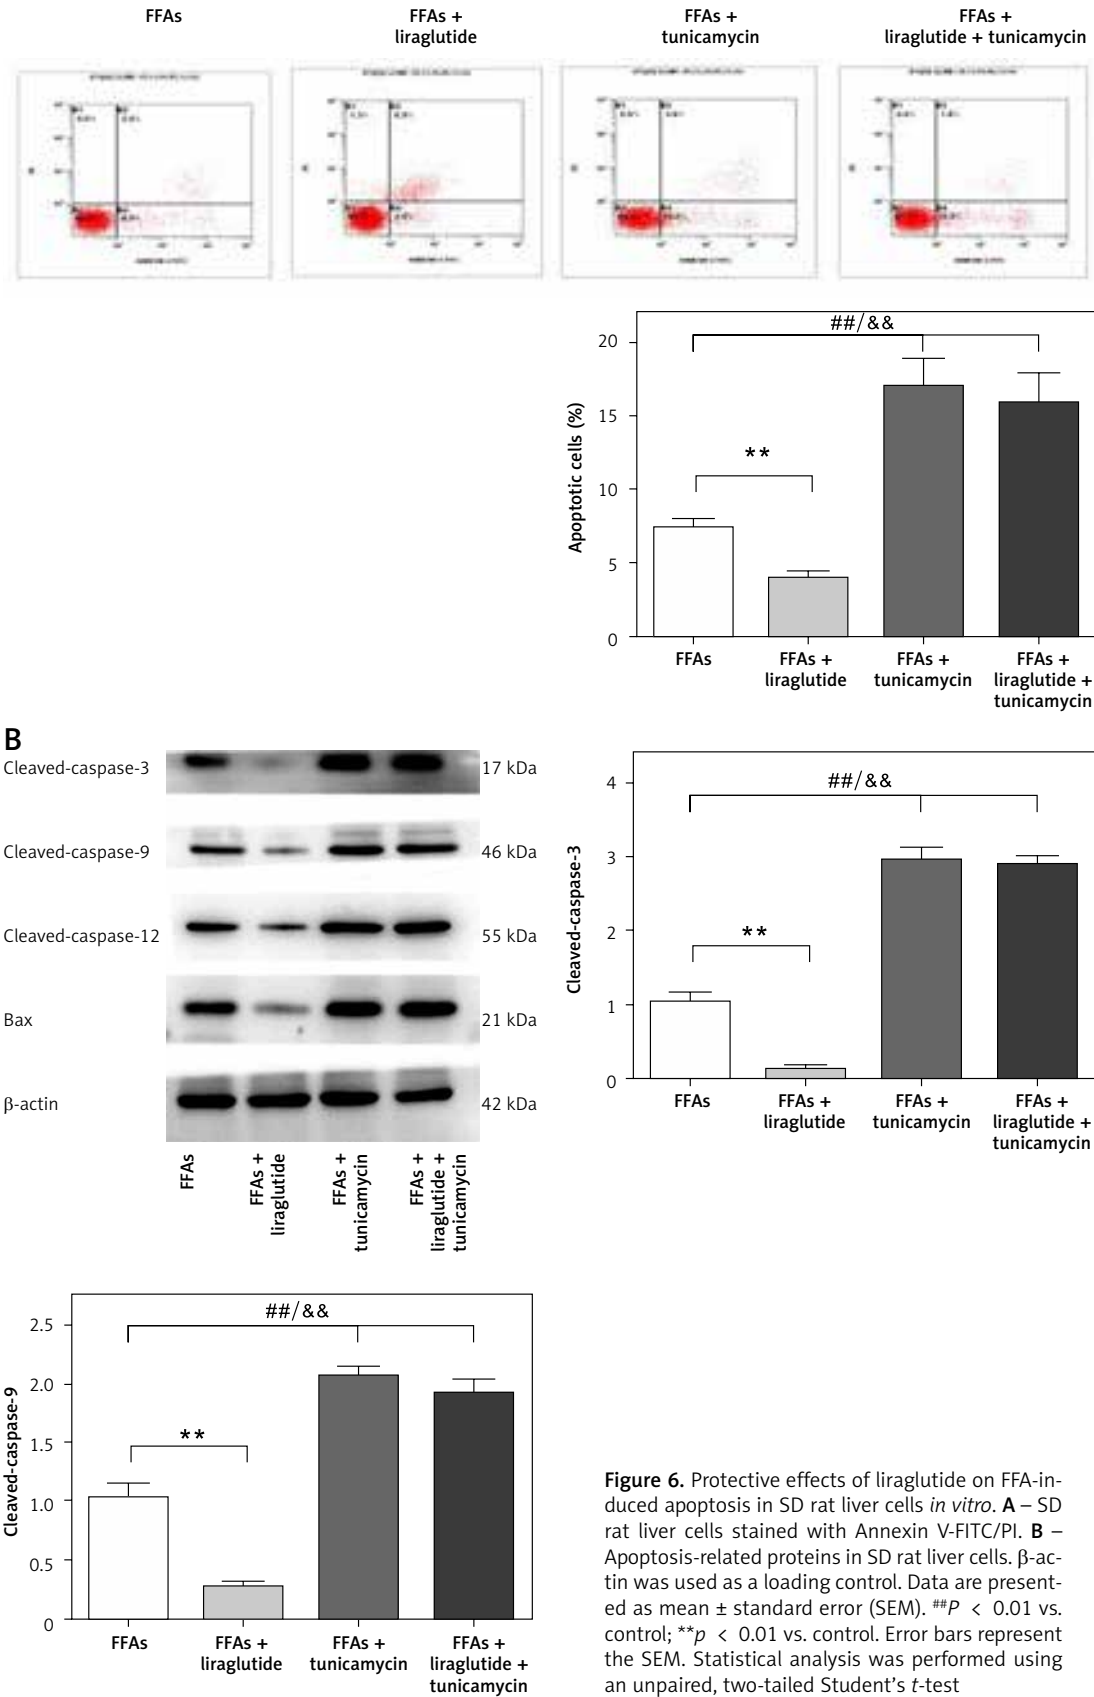 FFAs
FFAs +
liraglutide
FFAs +
tunicamycin
FFAs +
liraglutide + tunicamycin
##/&&
**
Apoptotic cells (%)
20
15
10
5
0
FFAs
FFAs +
liraglutide
FFAs +
tunicamycin
FFAs +
liraglutide +
tunicamycin
B
Cleaved-caspase-3
17 kDa
Cleaved-caspase-9
46 kDa
Cleaved-caspase-12
55 kDa
Bax
21 kDa
β-actin
42 kDa
FFAs
FFAs +
liraglutide
FFAs +
tunicamycin
FFAs +
liraglutide +
tunicamycin
##/&&
**
Cleaved-caspase-3
4
3
2
1
0
FFAs
FFAs +
liraglutide
FFAs +
tunicamycin
FFAs +
liraglutide +
tunicamycin
##/&&
**
Cleaved-caspase-9
2.5
2.0
1.5
1.0
0.5
0
FFAs
FFAs +
liraglutide
FFAs +
tunicamycin
FFAs +
liraglutide +
tunicamycin
Figure 6. Protective effects of liraglutide on FFA-in-
duced apoptosis in SD rat liver cells in vitro. A – SD
rat liver cells stained with Annexin V-FITC/PI. B –
Apoptosis-related proteins in SD rat liver cells. β-ac-
tin was used as a loading control. Data are present-
ed as mean ± standard error (SEM). ##P < 0.01 vs.
control; **p < 0.01 vs. control. Error bars represent
the SEM. Statistical analysis was performed using
an unpaired, two-tailed Student’s t-test